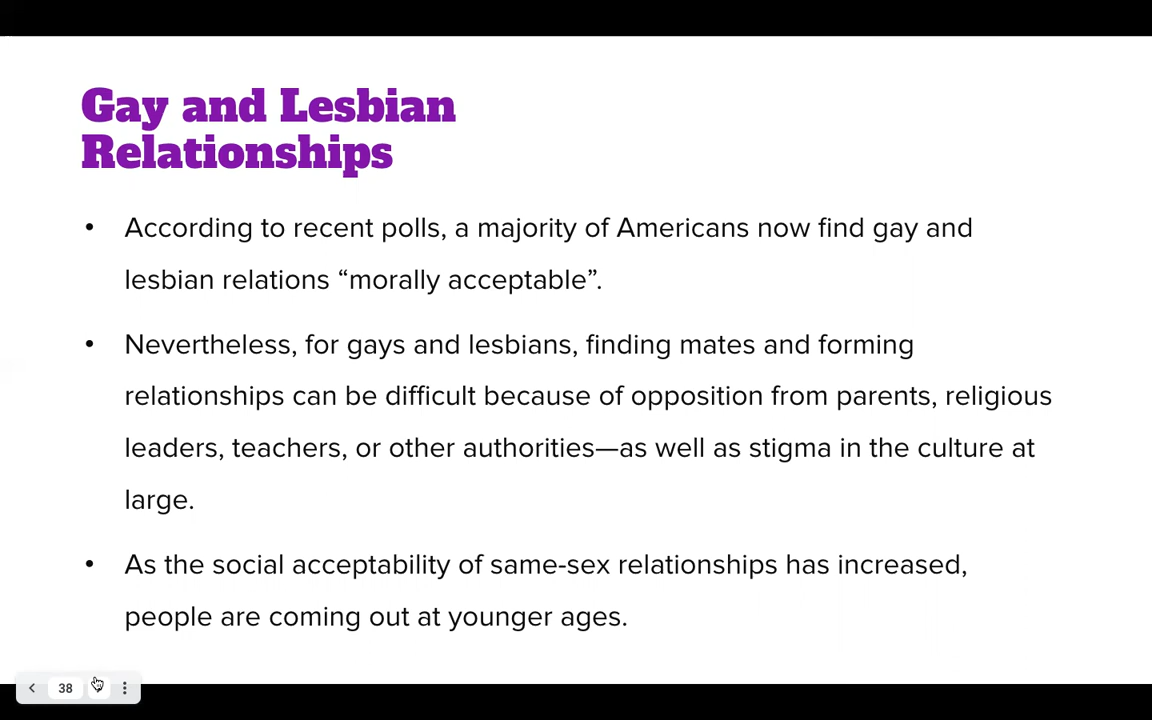 Gay and Lesbian
Relationships
• According to recent polls, a majority of Americans now find gay and
lesbian relations “morally acceptable”.
• Nevertheless, for gays and lesbians, finding mates and forming
relationships can be difficult because of opposition from parents, religious
leaders, teachers, or other authorities—as well as stigma in the culture at
large.
• As the social acceptability of same-sex relationships has increased,
people are coming out at younger ages.
38